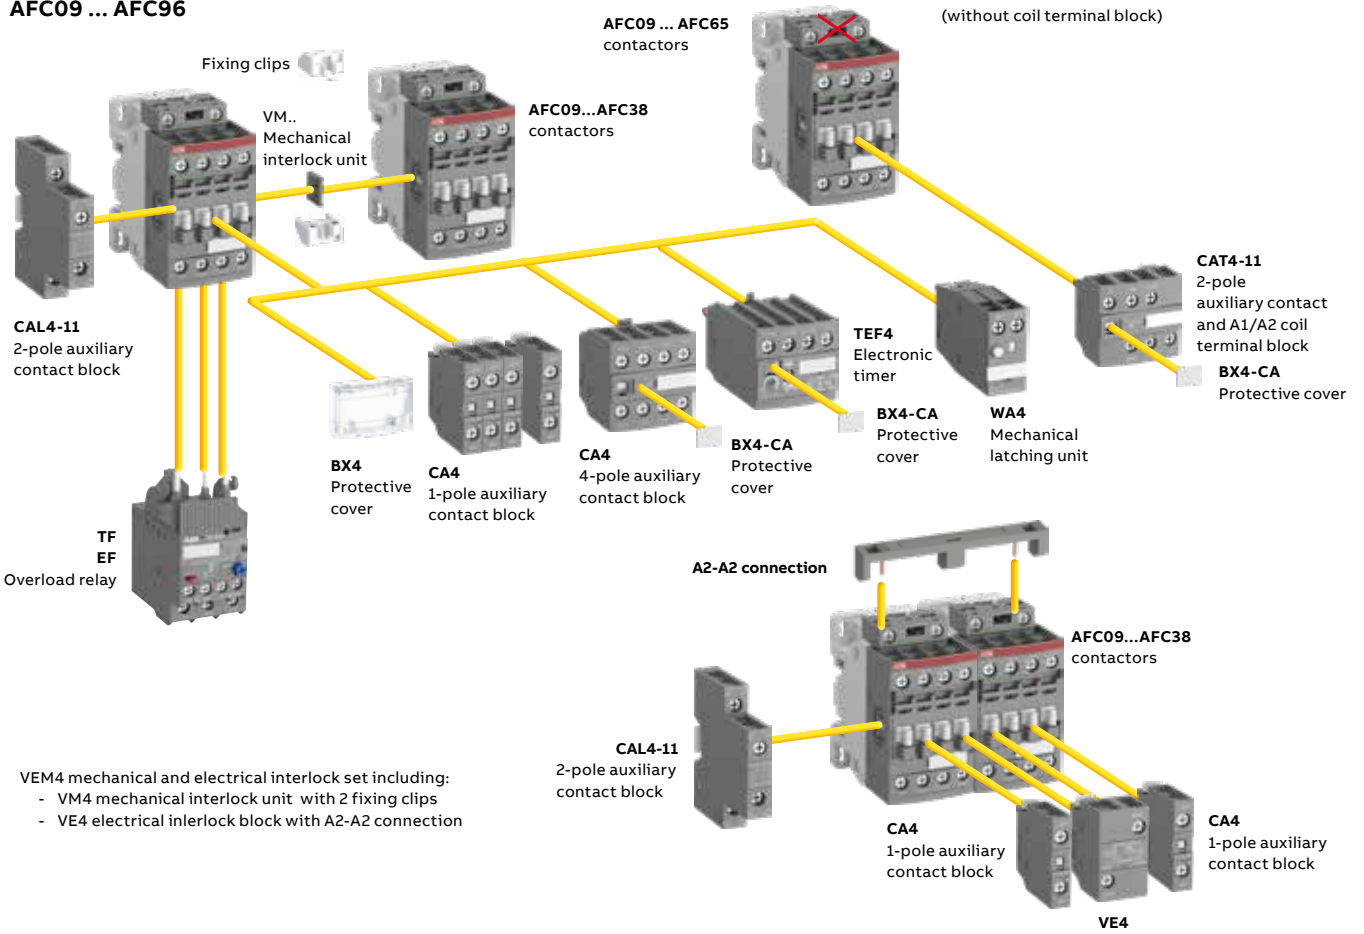 AFC09 ... AFC96
AFC09 ... AFC65
contactors
(without coil terminal block)
Fixing clips
VM..
Mechanical
interlock unit
AFC09...AFC38
contactors
CAL4-11
2-pole auxiliary
contact block
CAT4-11
2-pole
auxiliary contact
and A1/A2 coil
terminal block
BX4-CA
Protective cover
TEF4
Electronic
timer
BX4-CA
Protective
cover
WA4
Mechanical
latching unit
BX4
Protective
cover
CA4
1-pole auxiliary
contact block
CA4
4-pole auxiliary
contact block
BX4-CA
Protective
cover
TF
EF
Overload relay
A2-A2 connection
AFC09...AFC38
contactors
CAL4-11
2-pole auxiliary
contact block
VEM4 mechanical and electrical interlock set including:
- VM4 mechanical interlock unit with 2 fixing clips
- VE4 electrical inlerlock block with A2-A2 connection
CA4
1-pole auxiliary
contact block
CA4
1-pole auxiliary
contact block
VE4